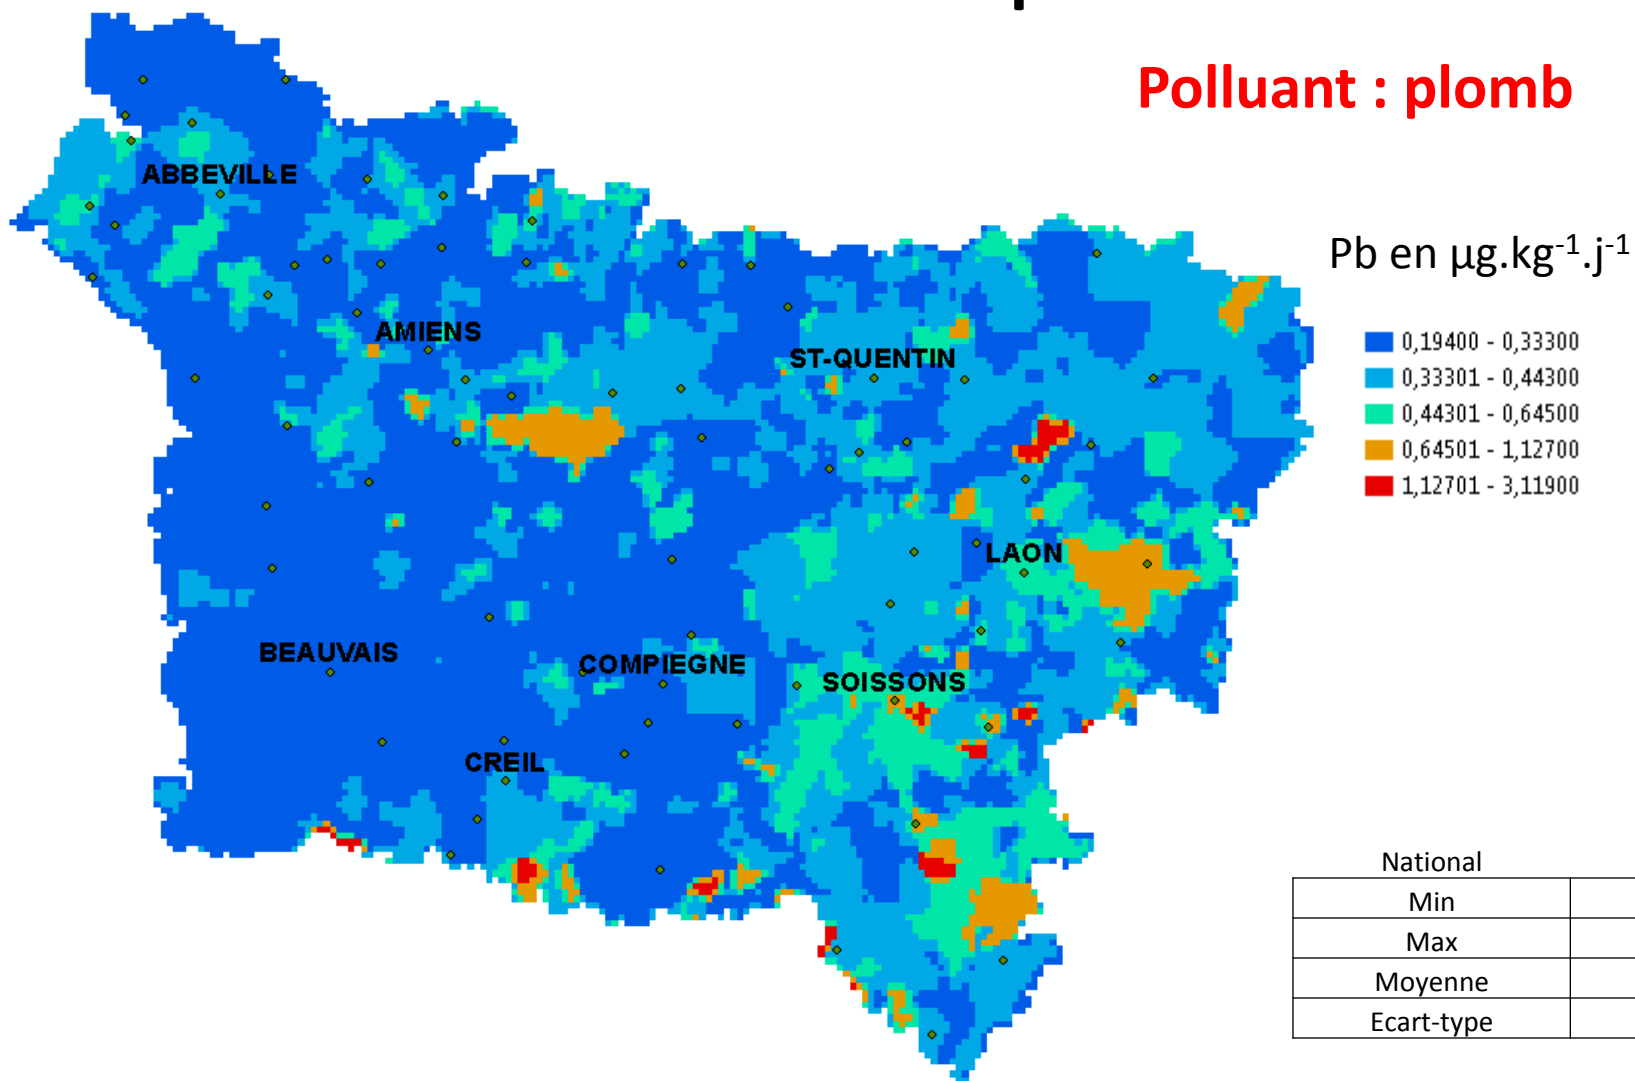 Polluant : plomb
ABBEVILLE
Pb en µg.kg⁻¹.j⁻¹
AMIENS
0,19400 - 0,33300
ST-QUENTIN
0,33301 - 0,44300
0,44301 - 0,64500
0,64501 - 1,12700
1,12701 - 3,11900
LAON
BEAUVAIS
COMPIEGNE
SOISSONS
CREIL
National
Min
Max
Moyenne
Ecart-type